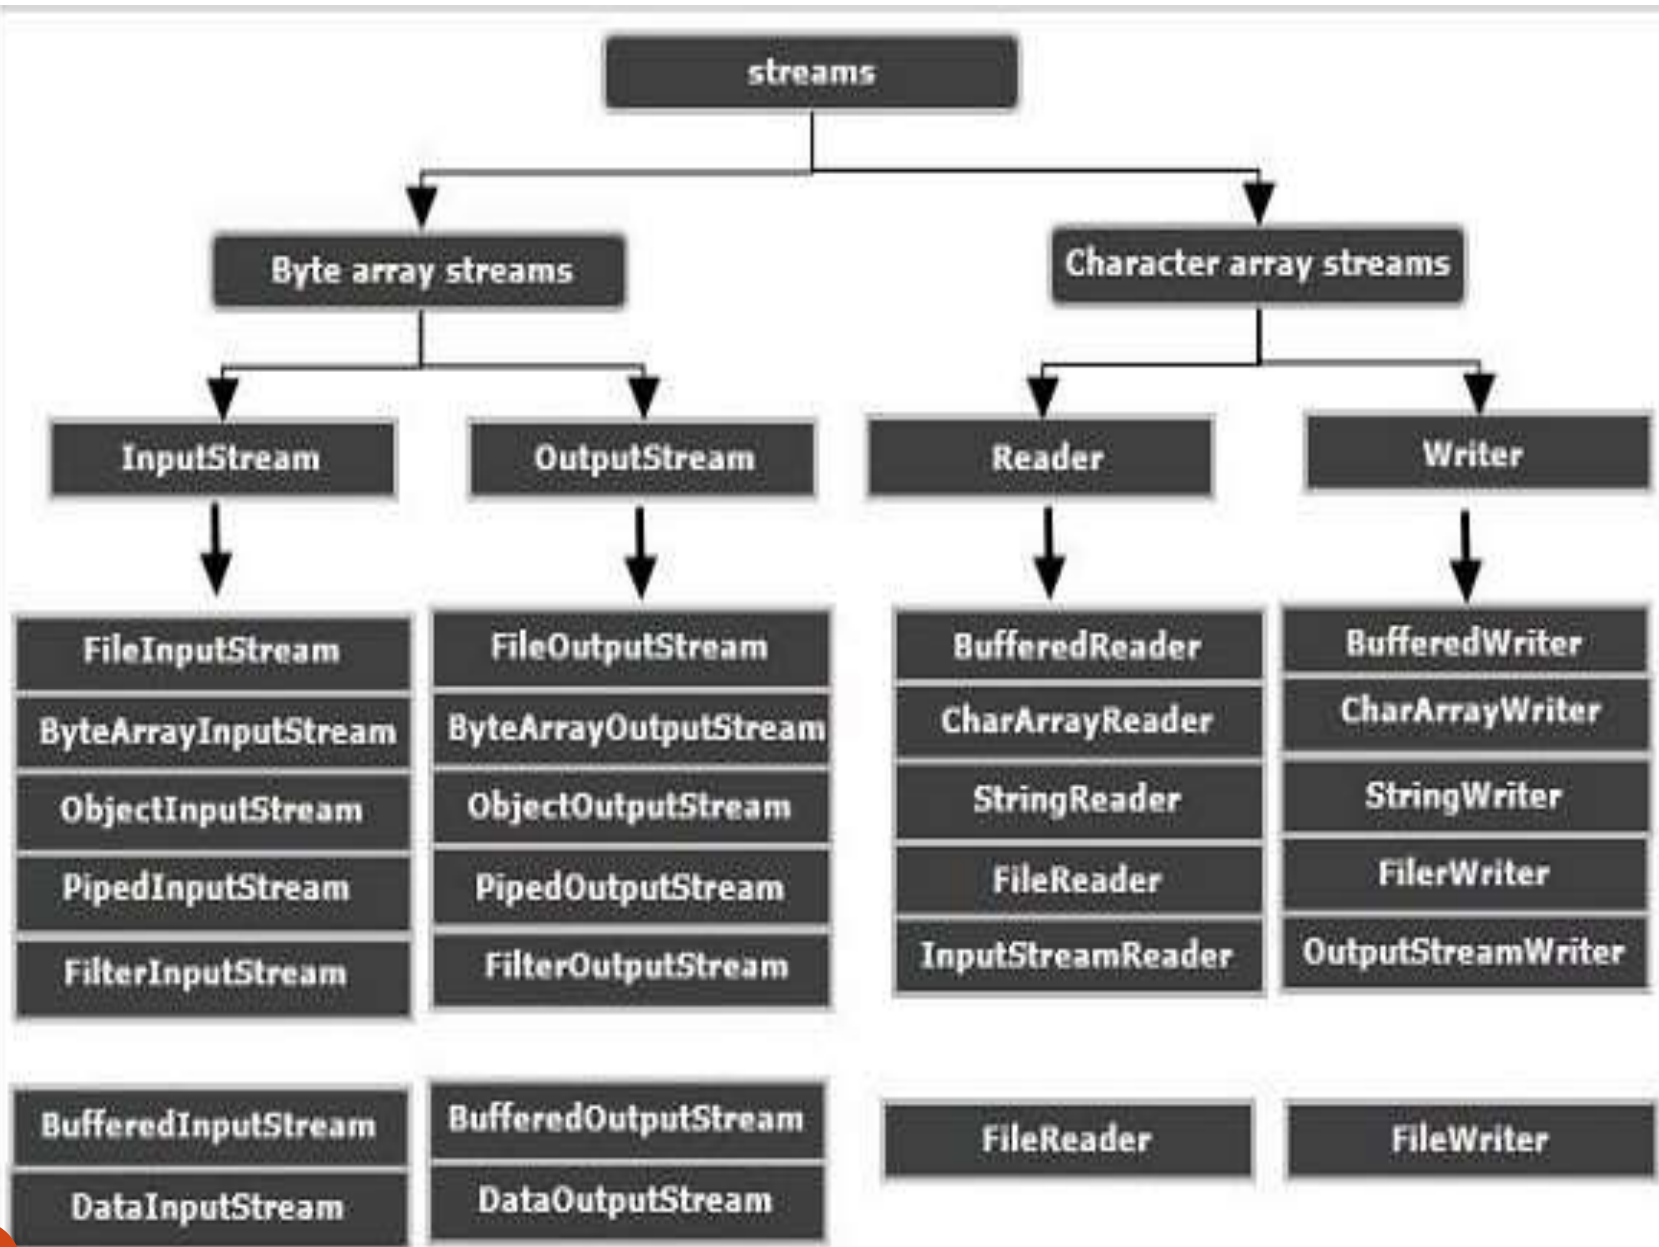 streams
Byte array streams
Character array streams
InputStream
OutputStream
Reader
Writer
FileInputStream
ByteArrayInputStream
ObjectInputStream
PipedInputStream
FilterInputStream
FileOutputStream
ByteArrayOutputStream
ObjectOutputStream
PipedOutputStream
FilterOutputStream
BufferedReader
CharArrayReader
StringReader
FileReader
InputStreamReader
BufferedWriter
CharArrayWriter
StringWriter
FilerWriter
OutputStreamWriter
BufferedInputStream
DataInputStream
BufferedOutputStream
DataOutputStream
FileReader
FileWriter